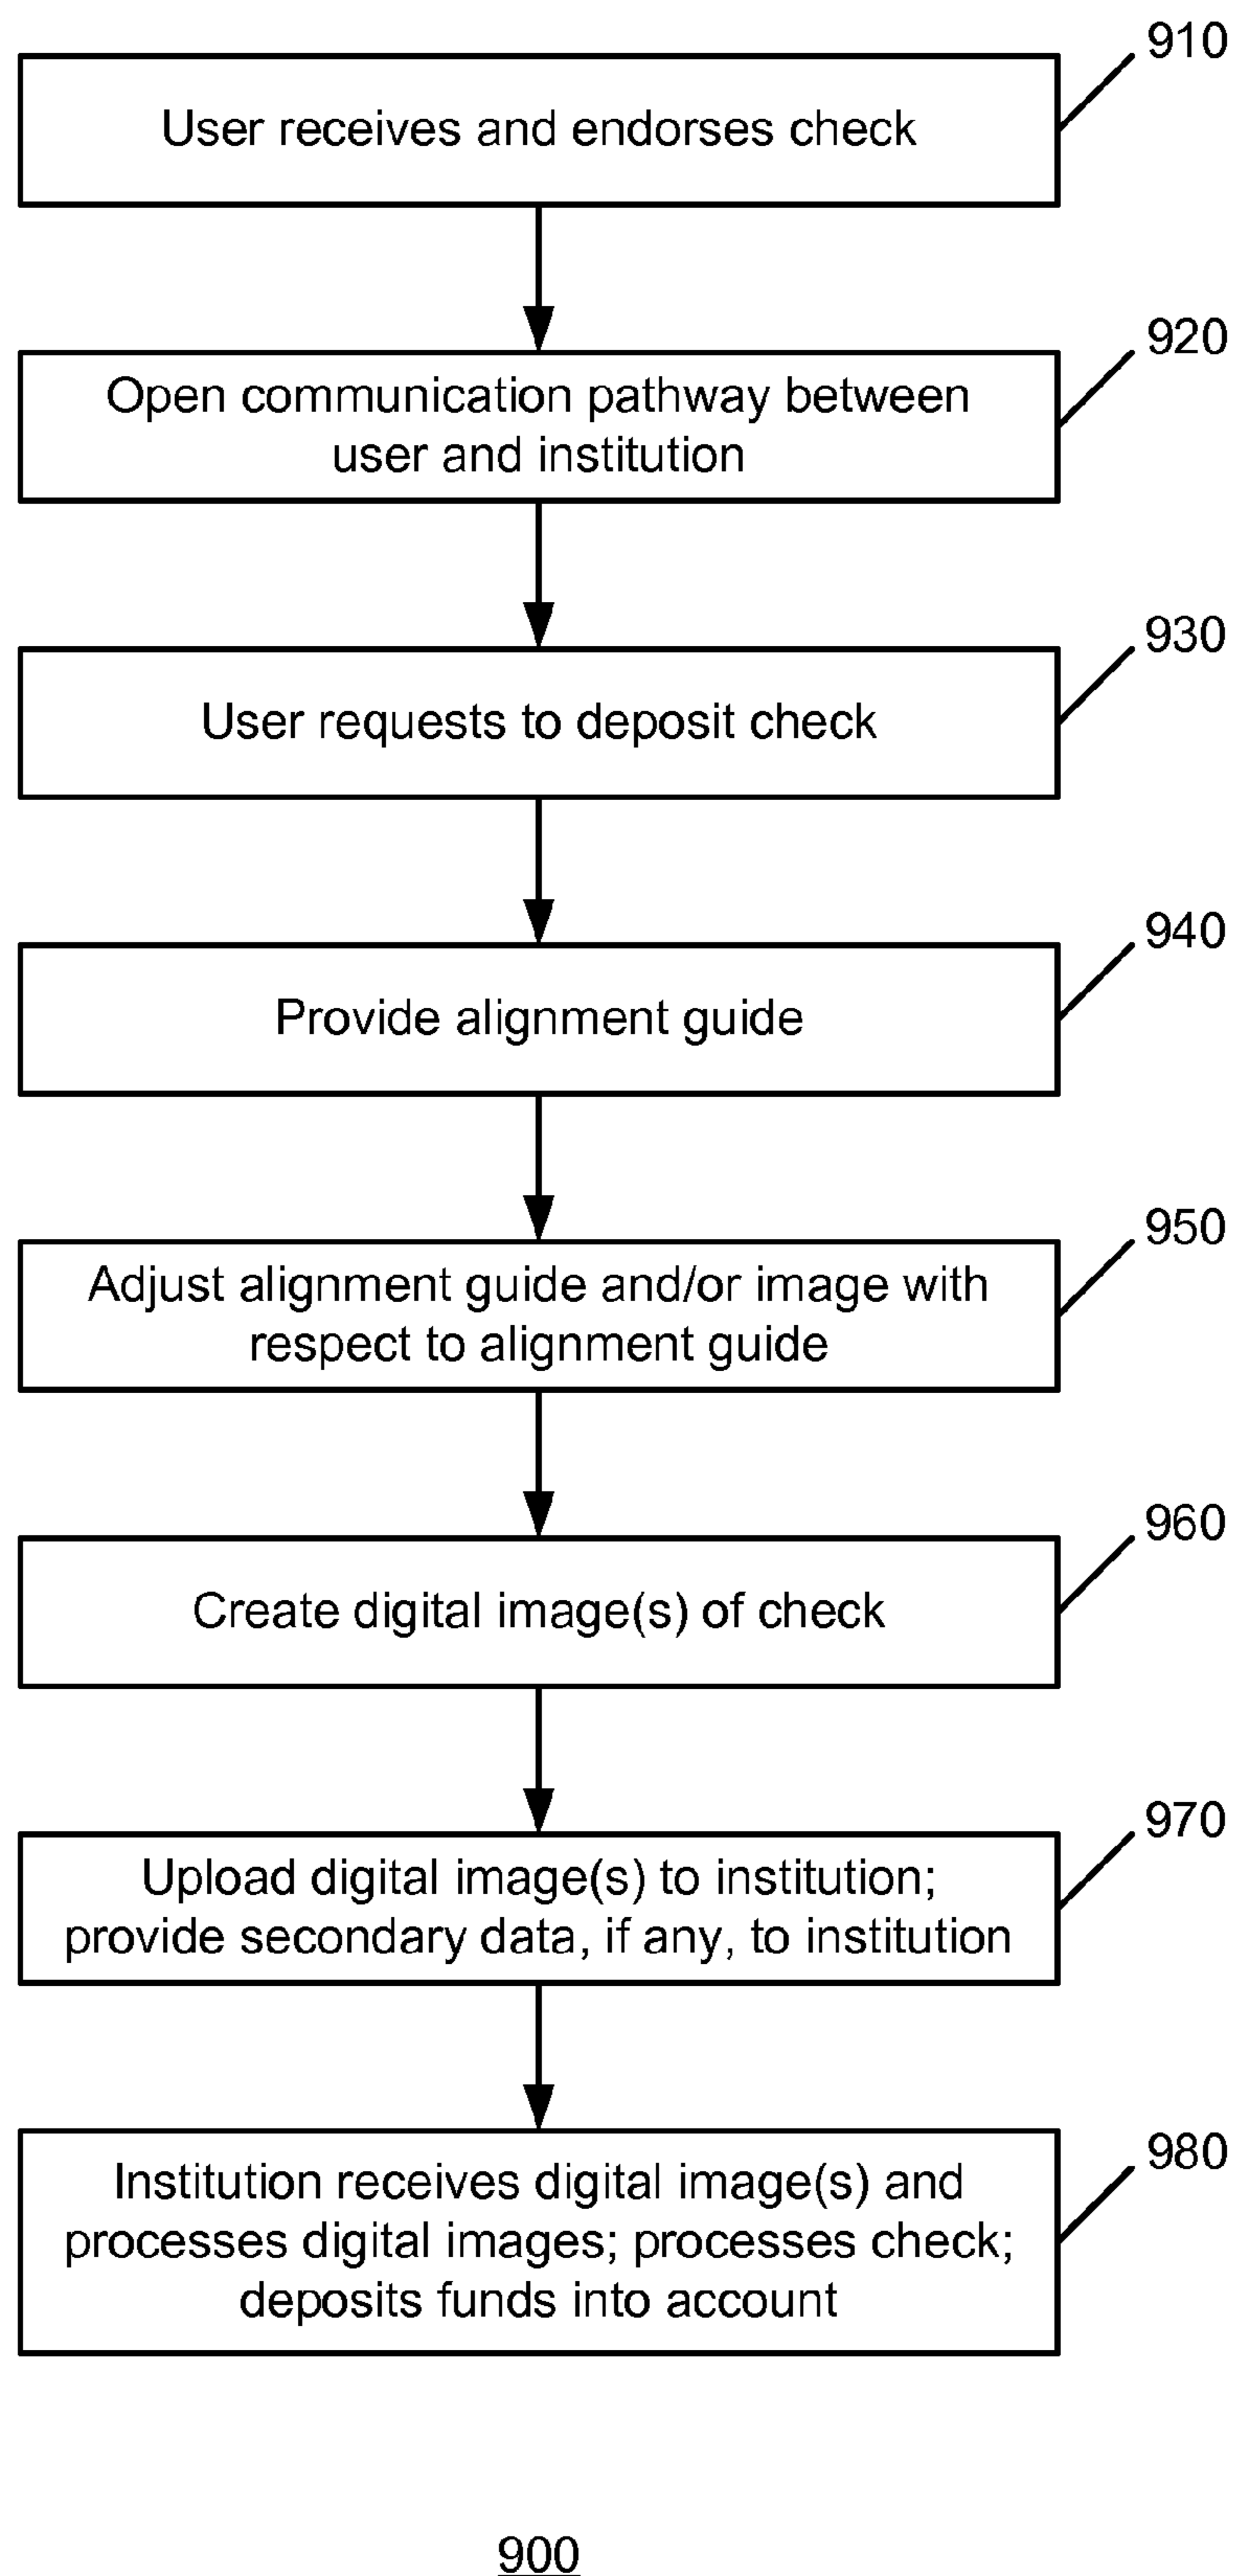 910
User receives and endorses check
920
Open communication pathway between
user and institution
930
User requests to deposit check
940
Provide alignment guide
950
Adjust alignment guide and/or image with
respect to alignment guide
960
Create digital image(s) of check
970
Upload digital image(s) to institution;
provide secondary data, if any, to institution
980
Institution receives digital image(s) and
processes digital images; processes check;
deposits funds into account
900